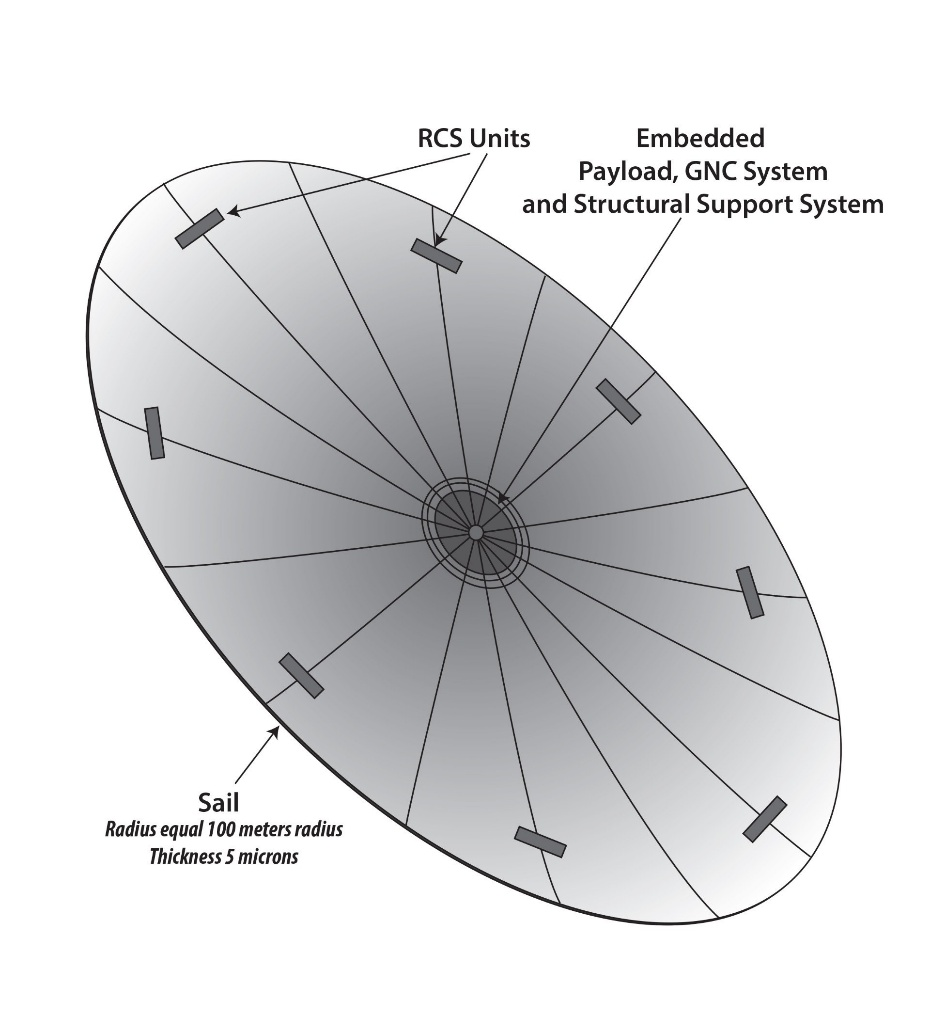 RCS Units
Embedded
Payload, GNC System
and Structural Support System
Sail
Radius equal 100 meters radius
Thickness 5 microns